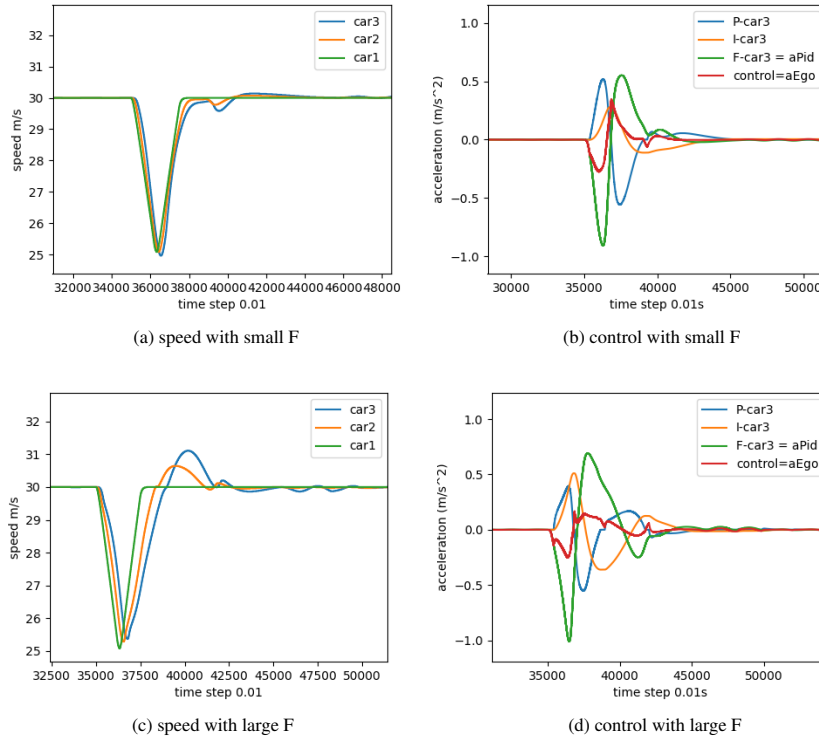 32
31
30
29
28
27
26
25
speed m/s
32000 34000 36000 38000 40000 42000 44000 46000 48000
time step 0.01
car3
car2
car1
(a) speed with small F
1.0
0.5
0.0
−0.5
−1.0
acceleration (m/s^2)
30000 35000 40000 45000 50000
time step 0.01s
P-car3
I-car3
F-car3 = aPid
control=aEgo
(b) control with small F
32
31
30
29
28
27
26
25
speed m/s
32500 35000 37500 40000 42500 45000 47500 50000
time step 0.01
car3
car2
car1
(c) speed with large F
1.0
0.5
0.0
−0.5
−1.0
acceleration (m/s^2)
35000 40000 45000 50000
time step 0.01s
P-car3
I-car3
F-car3 = aPid
control=aEgo
(d) control with large F